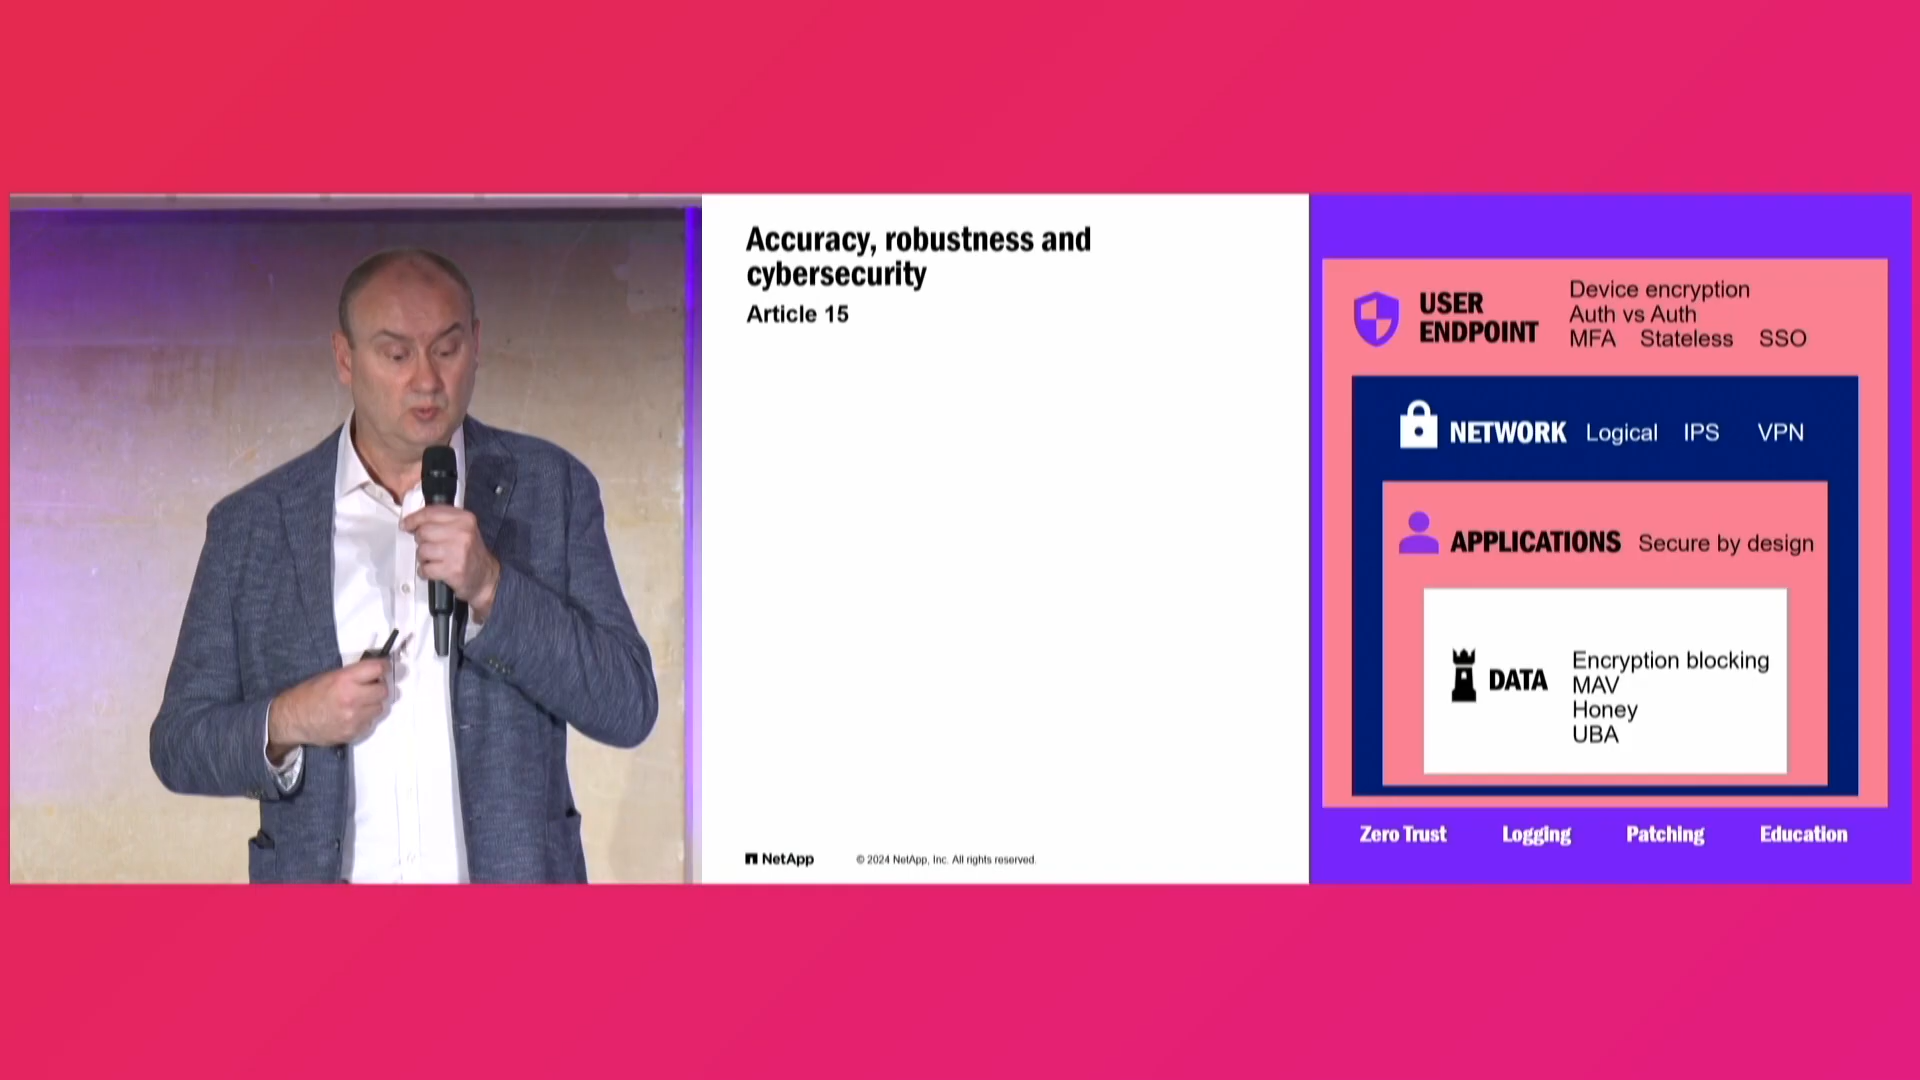 Accuracy, robustness and
cybersecurity
Article 15
NetApp
© 2024 NetApp, Inc. All rights reserved.
USER
ENDPOINT
Device encryption
Auth vs Auth
MFA Stateless SSO
NETWORK Logical IPS VPN
APPLICATIONS Secure by design
DATA
Encryption blocking
MAV
Honey
UBA
Zero Trust Logging Patching Education